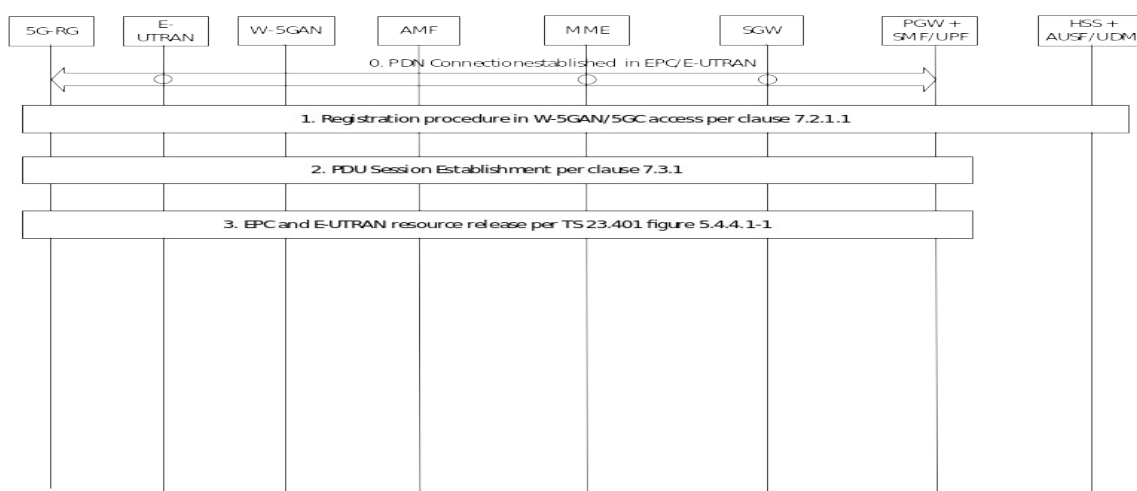 5G-RG
E-
UTRAN
W-5GAN
AMF
MME
SGW
PGW +
SMF/UPF
HSS +
AUSF/UDM
0. PDN Connectionestablished in EPC/E-UTRAN
1. Registration procedure in W-5GAN/5GC access per clause 7.2.1.1
2. PDU Session Establishment per clause 7.3.1
3. EPC and E-UTRAN resource release per TS 23.401 figure 5.4.4.1-1